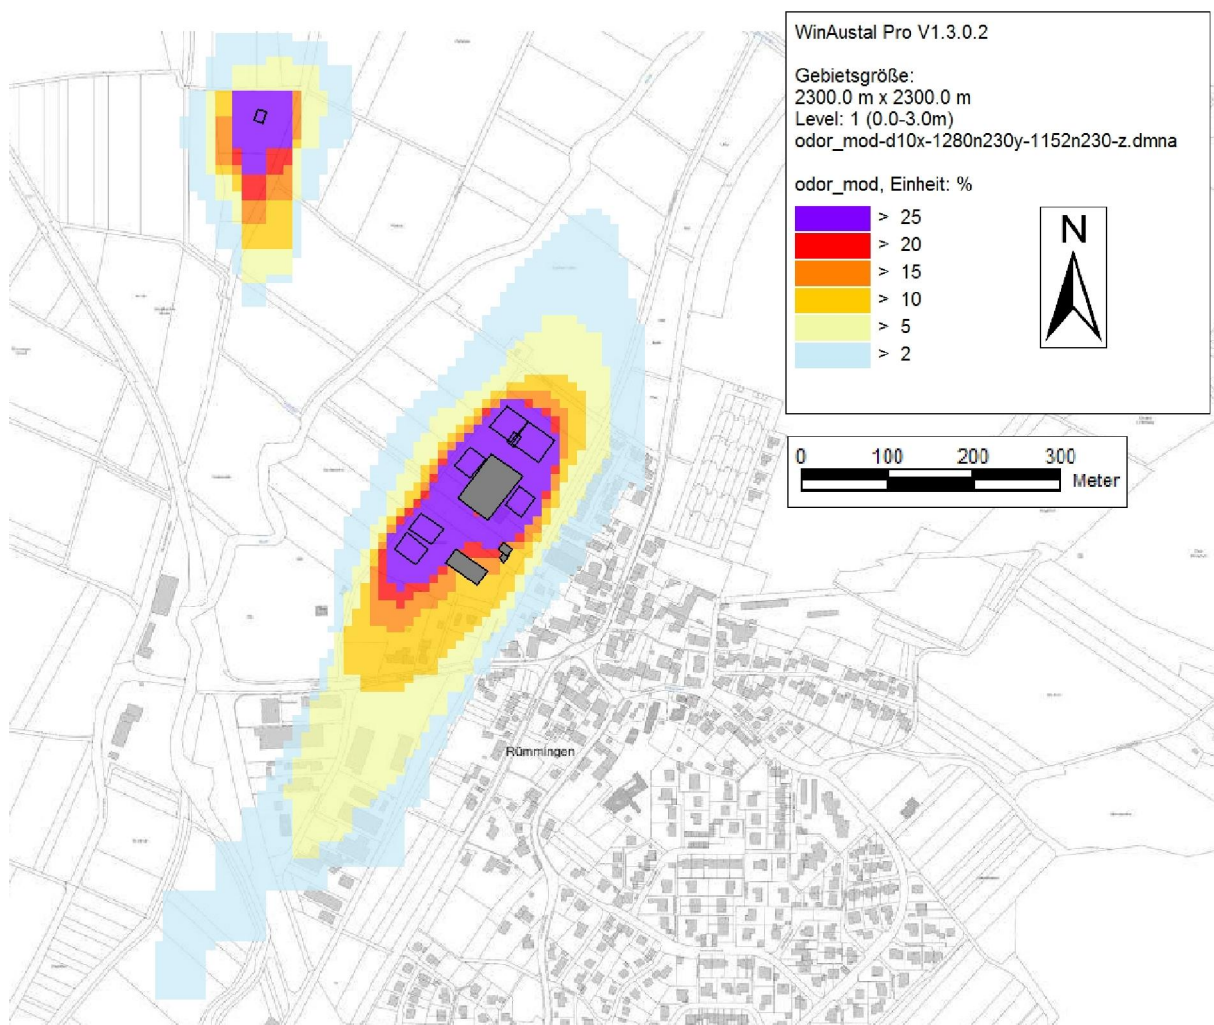 WinAustal Pro V1.3.0.2
Gebietsgröße:
2300.0 m x 2300.0 m
Level: 1 (0.0-3.0m)
odor_mod-d10x-1280n230y-1152n230-z.dmna
odor_mod, Einheit: %
> 25
> 20
> 15
> 10
> 5
> 2
N
0 100 200 300
Meter
Rümmingen